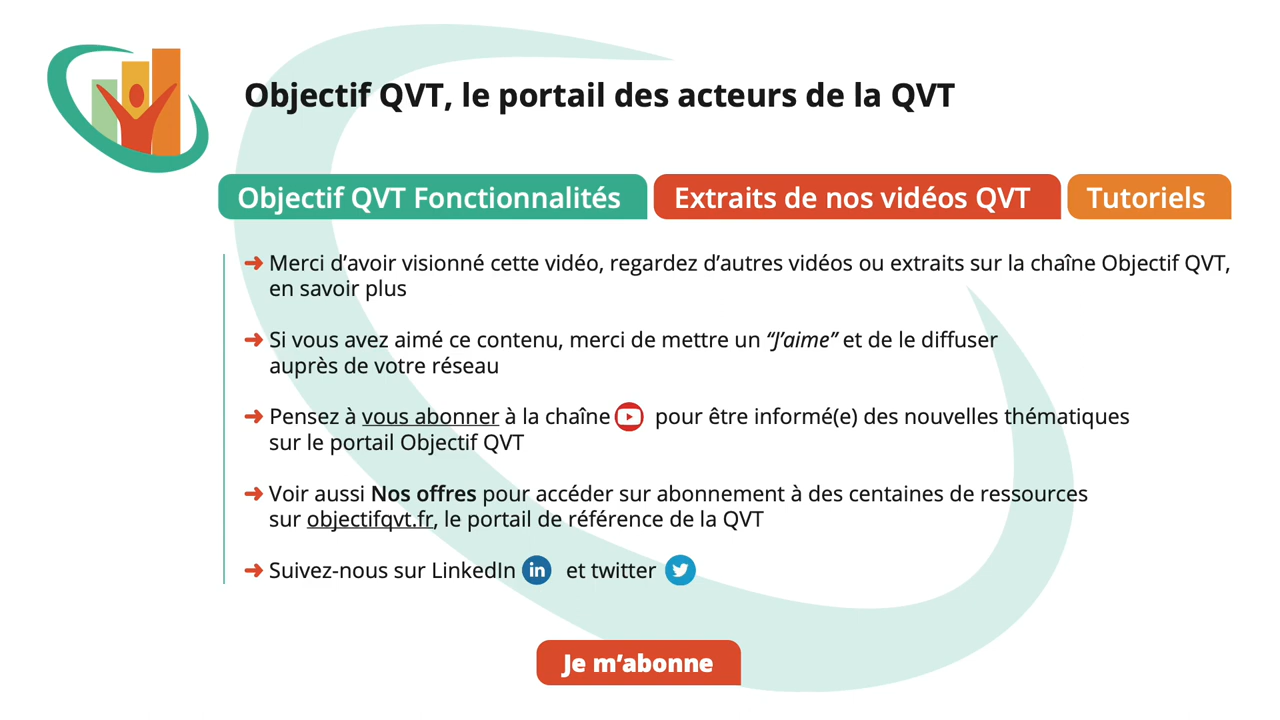 Objectif QVT, le portail des acteurs de la QVT
Objectif QVT Fonctionnalités
Extraits de nos vidéos QVT
Tutoriels
➜ Merci d’avoir visionné cette vidéo, regardez d’autres vidéos ou extraits sur la chaîne Objectif QVT,
en savoir plus
➜ Si vous avez aimé ce contenu, merci de mettre un “J’aime” et de le diffuser
auprès de votre réseau
➜ Pensez à vous abonner à la chaîne pour être informé(e) des nouvelles thématiques
sur le portail Objectif QVT
➜ Voir aussi Nos offres pour accéder sur abonnement à des centaines de ressources
sur objectifqvt.fr, le portail de référence de la QVT
➜ Suivez-nous sur LinkedIn in et twitter
Je m’abonne